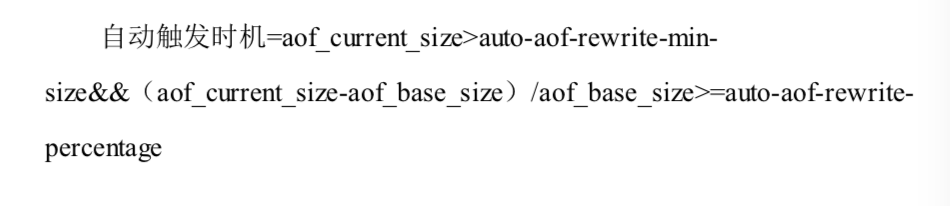 自动触发时机=aof_current_size>auto-aof-rewrite-min-
size&&（aof_current_size-aof_base_size）/aof_base_size>=auto-aof-rewrite-
percentage